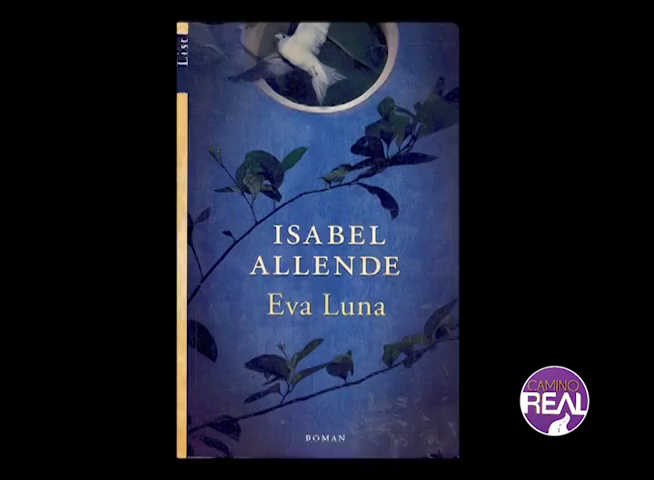 List
ISABEL
ALLENDE
Eva Luna
ROMAN
CAMINO
REAL